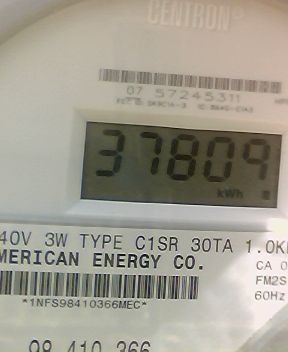 CENTRON®
07 57245311
37809
kWh
40V 3W TYPE C1SR 30TA 1.0K
MERICAN ENERGY CO.
CA 0
FM2S
60Hz
*1NFS98410366MEC*
98 410 366